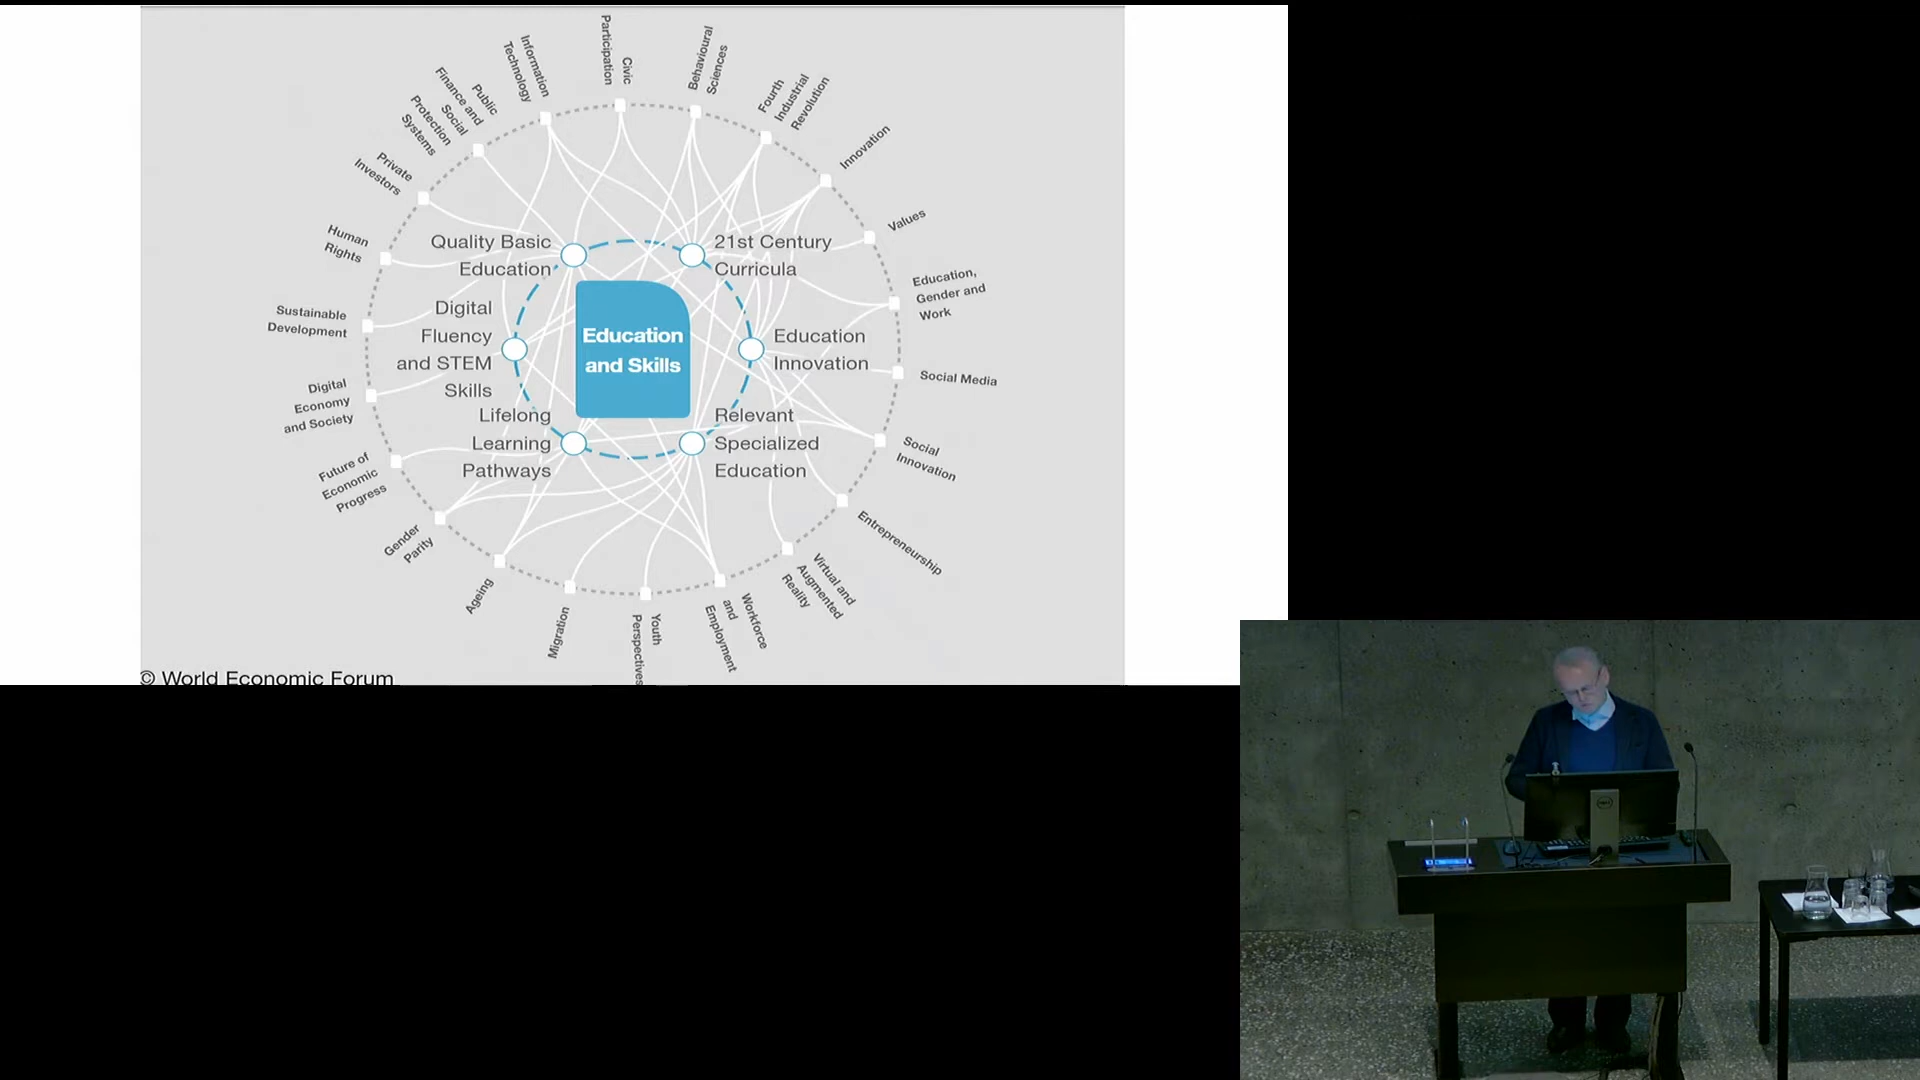 Participation
Civic
Behavioural
Sciences
Information
Technology
Fourth
Industrial
Revolution
Public
Finance and
Social
Protection
Systems
Innovation
Private
Investors
Values
Human
Rights
Quality Basic
Education
21st Century
Curricula
Education,
Gender and
Work
Sustainable
Development
Digital
Fluency
and STEM
Skills
Education
and Skills
Education
Innovation
Social Media
Digital
Economy
and Society
Lifelong
Learning
Pathways
Relevant
Specialized
Education
Social
Innovation
Future of
Economic
Progress
Gender
Parity
Entrepreneurship
Ageing
Virtual and
Augmented
Reality
Migration
Youth
Perspectives
Workforce
and
Employment
© World Economic Forum
DELL